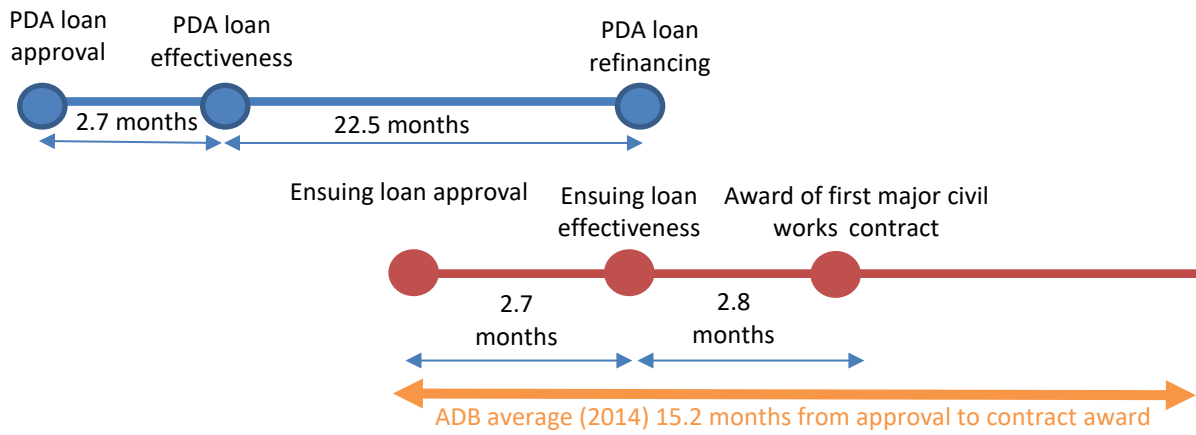 PDA loan
approval
PDA loan
effectiveness
PDA loan
refinancing
2.7 months
22.5 months
Ensuing loan approval
Ensuing loan
effectiveness
Award of first major civil
works contract
2.7
months
2.8
months
ADB average (2014) 15.2 months from approval to contract award